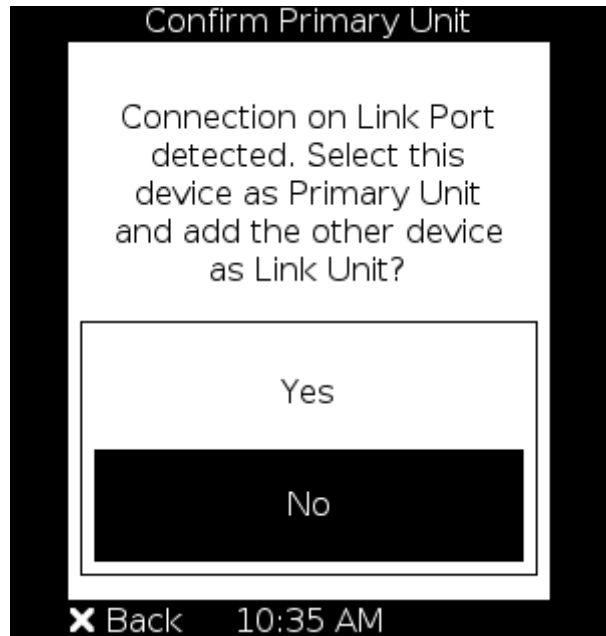 Confirm Primary Unit
Connection on Link Port
detected. Select this
device as Primary Unit
and add the other device
as Link Unit?
Yes
No
Back 10:35 AM